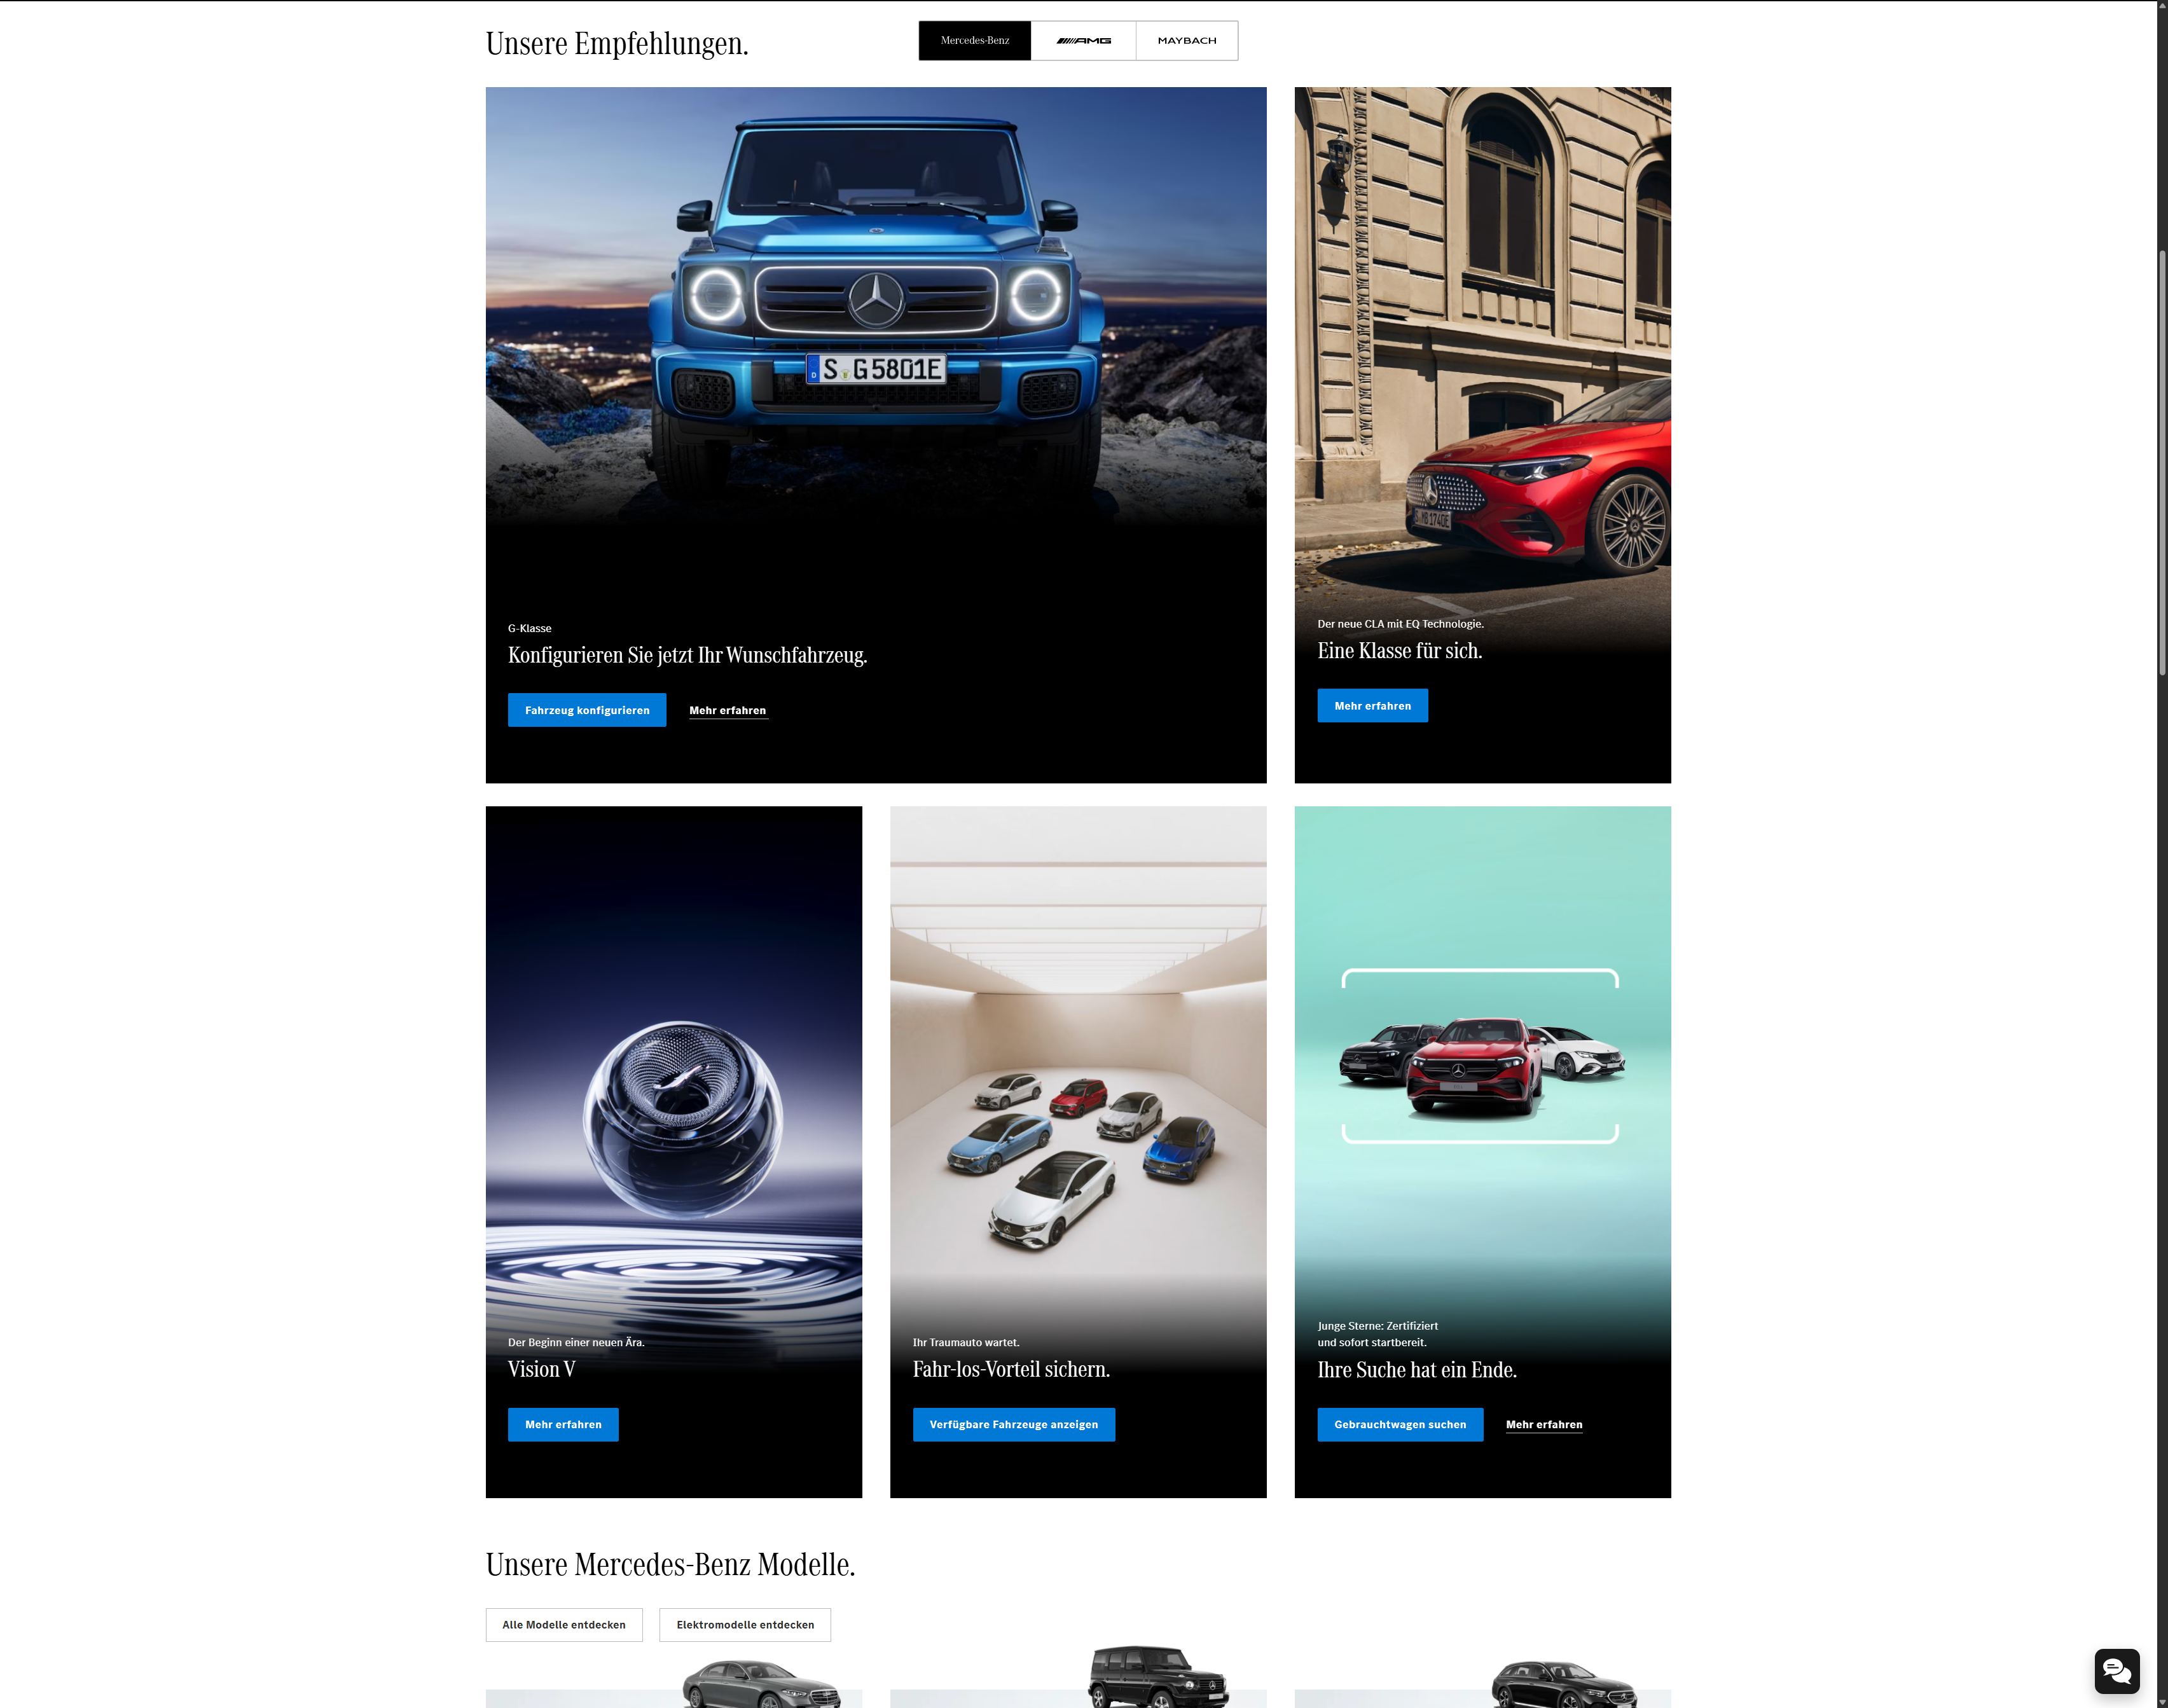 Unsere Empfehlungen.
Mercedes-Benz
AMG
MAYBACH
S G 5801E
D
S MB 1740E
G-Klasse
Konfigurieren Sie jetzt Ihr Wunschfahrzeug.
Fahrzeug konfigurieren
Mehr erfahren
Der neue CLA mit EQ Technologie.
Eine Klasse für sich.
Mehr erfahren
Der Beginn einer neuen Ära.
Vision V
Mehr erfahren
Ihr Traumauto wartet.
Fahr-los-Vorteil sichern.
Verfügbare Fahrzeuge anzeigen
Junge Sterne: Zertifiziert
und sofort startbereit.
Ihre Suche hat ein Ende.
Gebrauchtwagen suchen
Mehr erfahren
Unsere Mercedes-Benz Modelle.
Alle Modelle entdecken
Elektromodelle entdecken